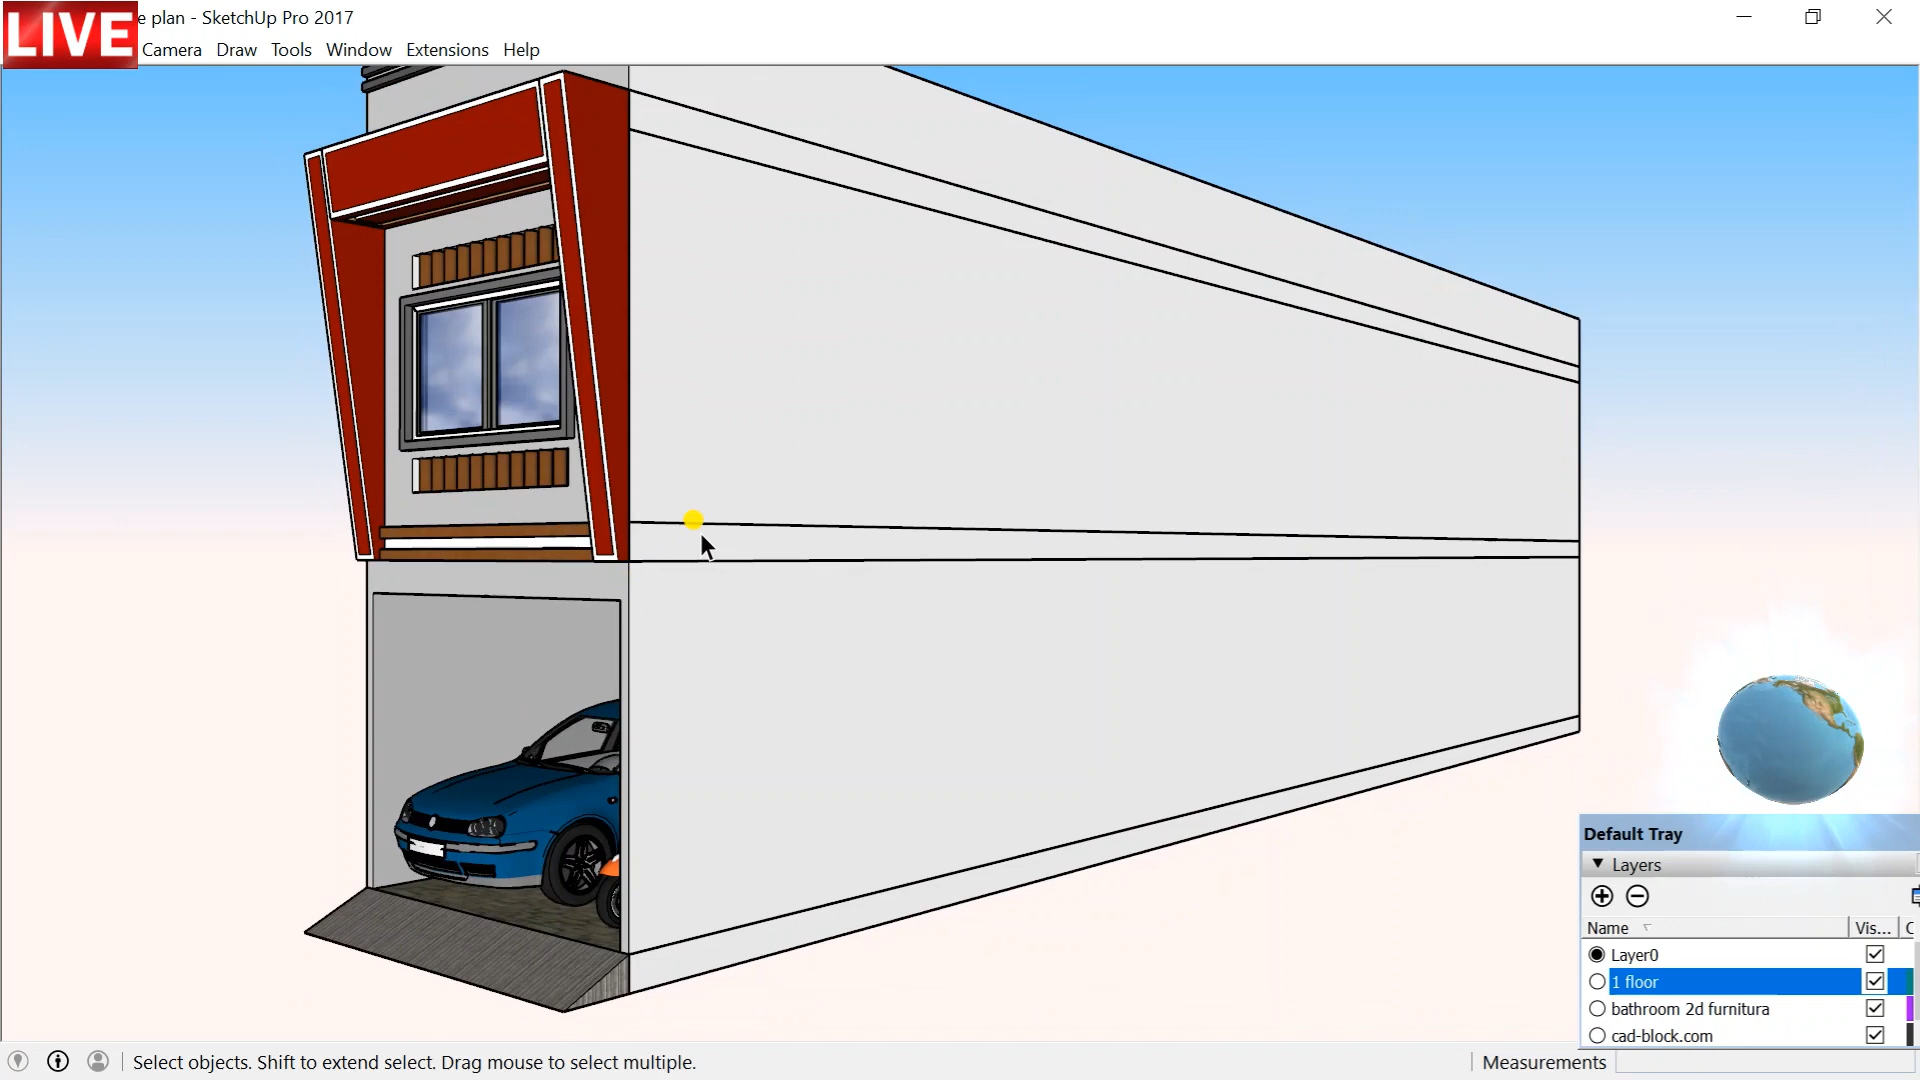 LIVE
e plan - SketchUp Pro 2017
Camera Draw Tools Window Extensions Help
Default Tray
Layers
Name Vis... C
Layer0
1 floor
bathroom 2d furnitura
cad-block.com
Select objects. Shift to extend select. Drag mouse to select multiple.
Measurements